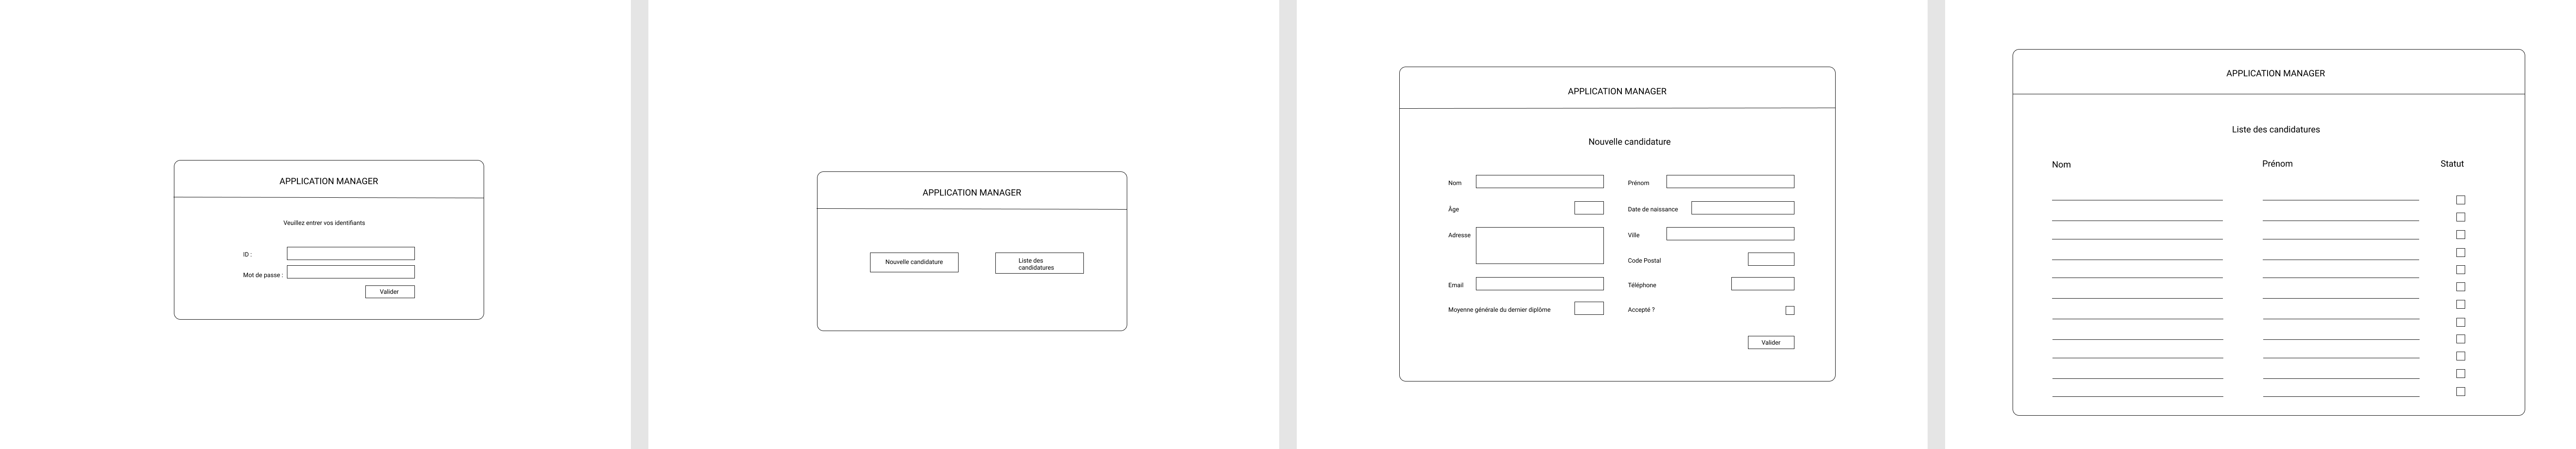 APPLICATION MANAGER
Veuillez entrer vos identifiants
ID :
Mot de passe :
Valider
APPLICATION MANAGER
Nouvelle candidature
Liste des
candidatures
APPLICATION MANAGER
Nouvelle candidature
Nom
Prénom
Âge
Date de naissance
Adresse
Ville
Code Postal
Email
Téléphone
Moyenne générale du dernier diplôme
Accepté ?
Valider
APPLICATION MANAGER
Liste des candidatures
Nom
Prénom
Statut